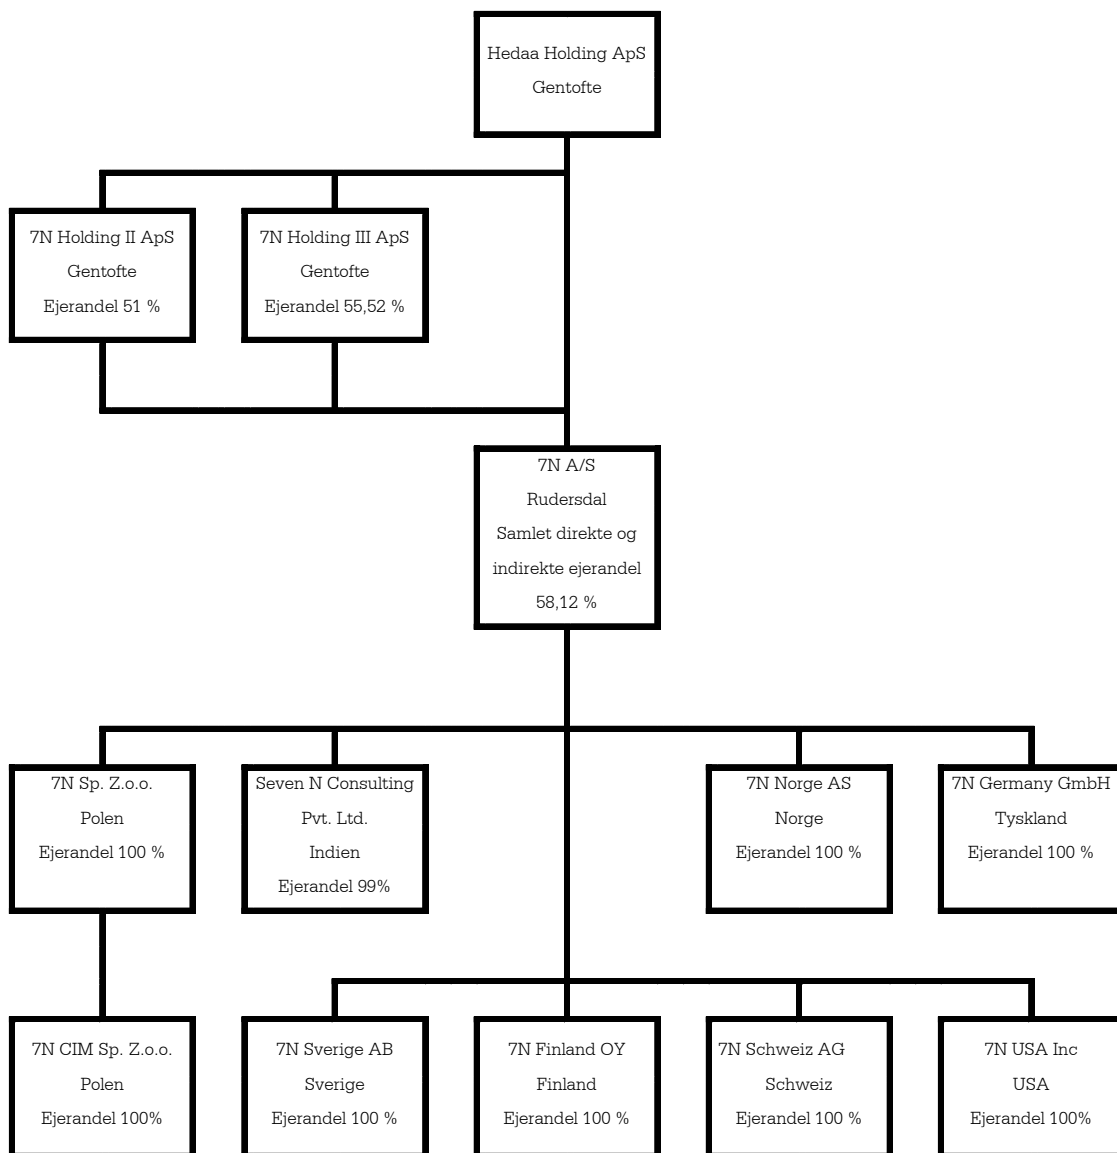 Hedaa Holding ApS
Gentofte
7N Holding II ApS
Gentofte
Ejerandel 51 %
7N Holding III ApS
Gentofte
Ejerandel 55,52 %
7N A/S
Rudersdal
Samlet direkte og
indirekte ejerandel
58,12 %
7N Sp. Z.o.o.
Polen
Ejerandel 100 %
Seven N Consulting
Pvt. Ltd.
Indien
Ejerandel 99%
7N Norge AS
Norge
Ejerandel 100 %
7N Germany GmbH
Tyskland
Ejerandel 100 %
7N CIM Sp. Z.o.o.
Polen
Ejerandel 100%
7N Sverige AB
Sverige
Ejerandel 100 %
7N Finland OY
Finland
Ejerandel 100 %
7N Schweiz AG
Schweiz
Ejerandel 100 %
7N USA Inc
USA
Ejerandel 100%